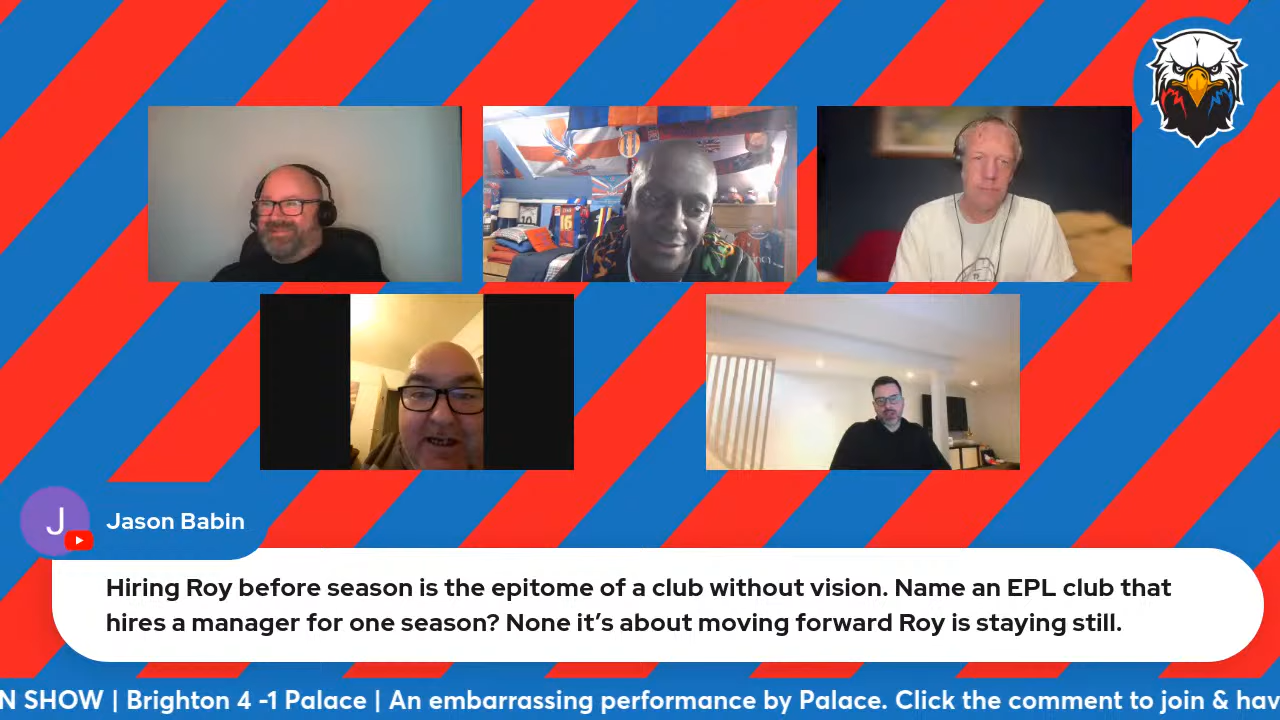 16
10
J
Jason Babin
Hiring Roy before season is the epitome of a club without vision. Name an EPL club that
hires a manager for one season? None it’s about moving forward Roy is staying still.
N SHOW | Brighton 4 -1 Palace | An embarrassing performance by Palace. Click the comment to join & hav